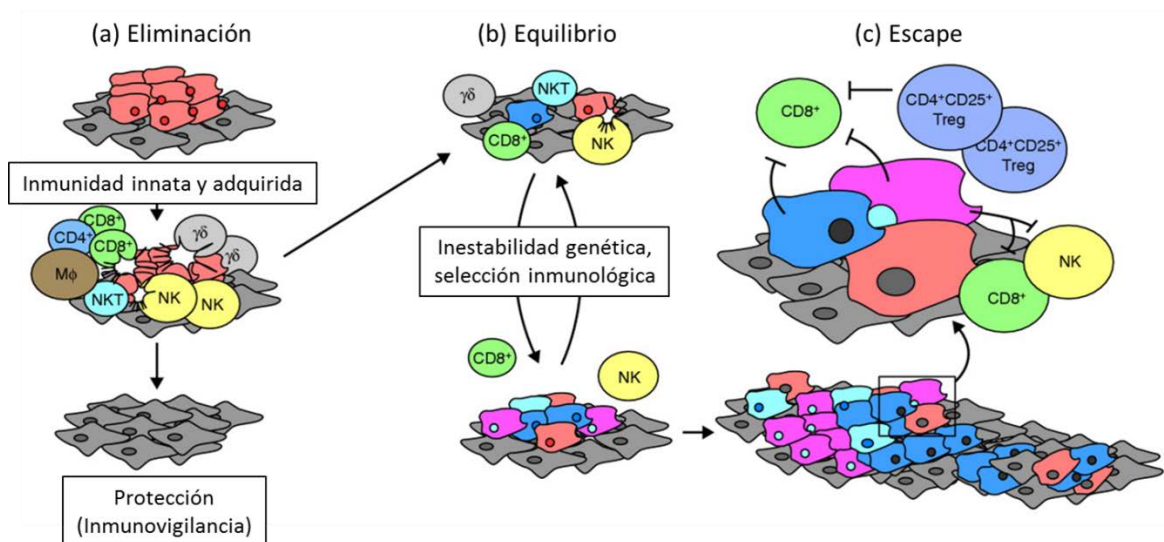 (a) Eliminación
Inmunidad innata y adquirida
CD8⁺
CD4⁺
CD8⁺
γδ
γδ
Mϕ
NKT
NK
NK
Protección
(Inmunovigilancia)
(b) Equilibrio
γδ
NKT
CD8⁺
NK
Inestabilidad genética,
selección inmunológica
CD8⁺
NK
(c) Escape
CD8⁺
CD4⁺CD25⁺
Treg
CD4⁺CD25⁺
Treg
NK
CD8⁺